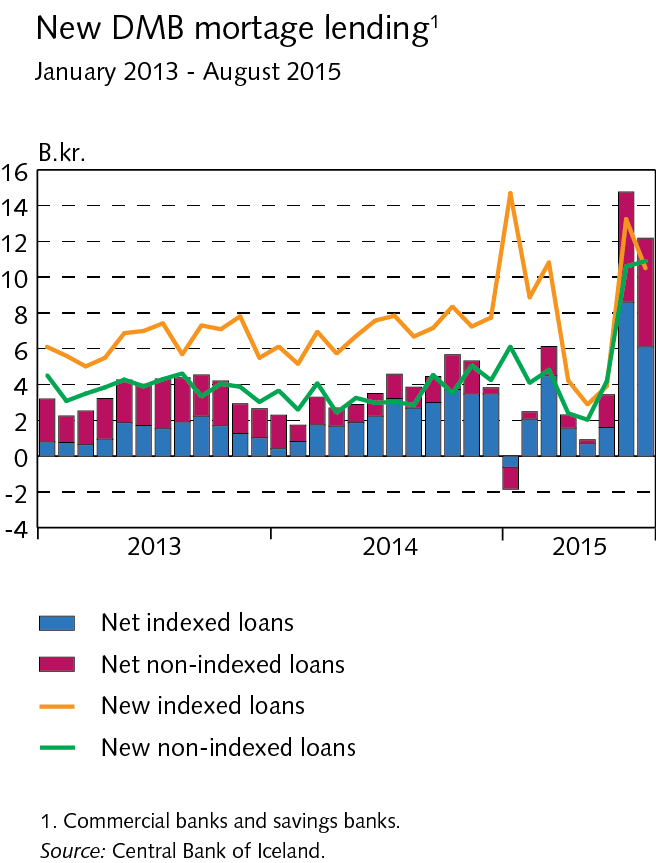 New DMB mortage lending1
January 2013 - August 2015
B.kr.
16
14
12
10
8
6
4
2
0
-2
-4
2013 2014 2015
Net indexed loans
Net non-indexed loans
New indexed loans
New non-indexed loans
1. Commercial banks and savings banks.
Source: Central Bank of Iceland.